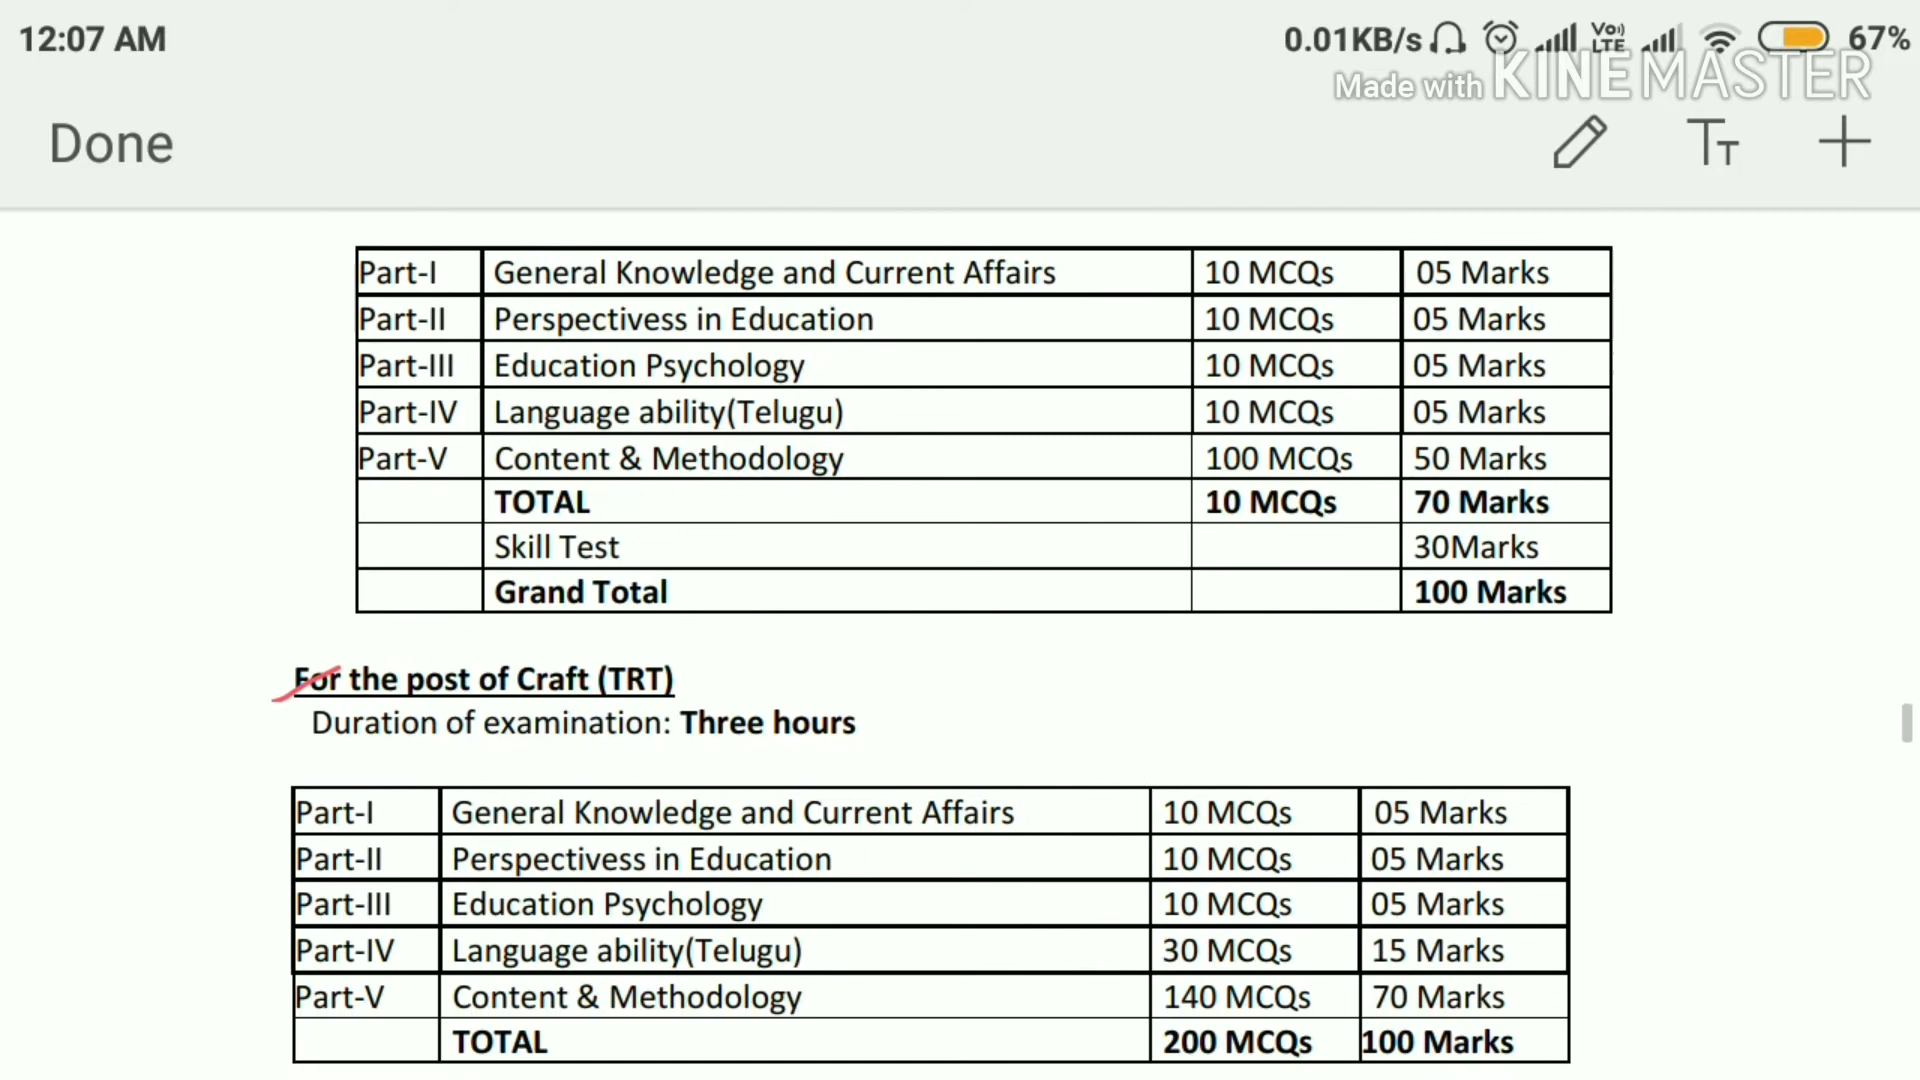 12:07 AM 0.01KB/s Vo)) LTE 67%
Made with KINEMASTER
Done TT
Part-I General Knowledge and Current Affairs 10 MCQs 05 Marks
Part-II Perspectivess in Education 10 MCQs 05 Marks
Part-III Education Psychology 10 MCQs 05 Marks
Part-IV Language ability(Telugu) 10 MCQs 05 Marks
Part-V Content & Methodology 100 MCQs 50 Marks
TOTAL 10 MCQs 70 Marks
Skill Test 30Marks
Grand Total 100 Marks
For the post of Craft (TRT)
Duration of examination: Three hours
Part-I General Knowledge and Current Affairs 10 MCQs 05 Marks
Part-II Perspectivess in Education 10 MCQs 05 Marks
Part-III Education Psychology 10 MCQs 05 Marks
Part-IV Language ability(Telugu) 30 MCQs 15 Marks
Part-V Content & Methodology 140 MCQs 70 Marks
TOTAL 200 MCQs 100 Marks